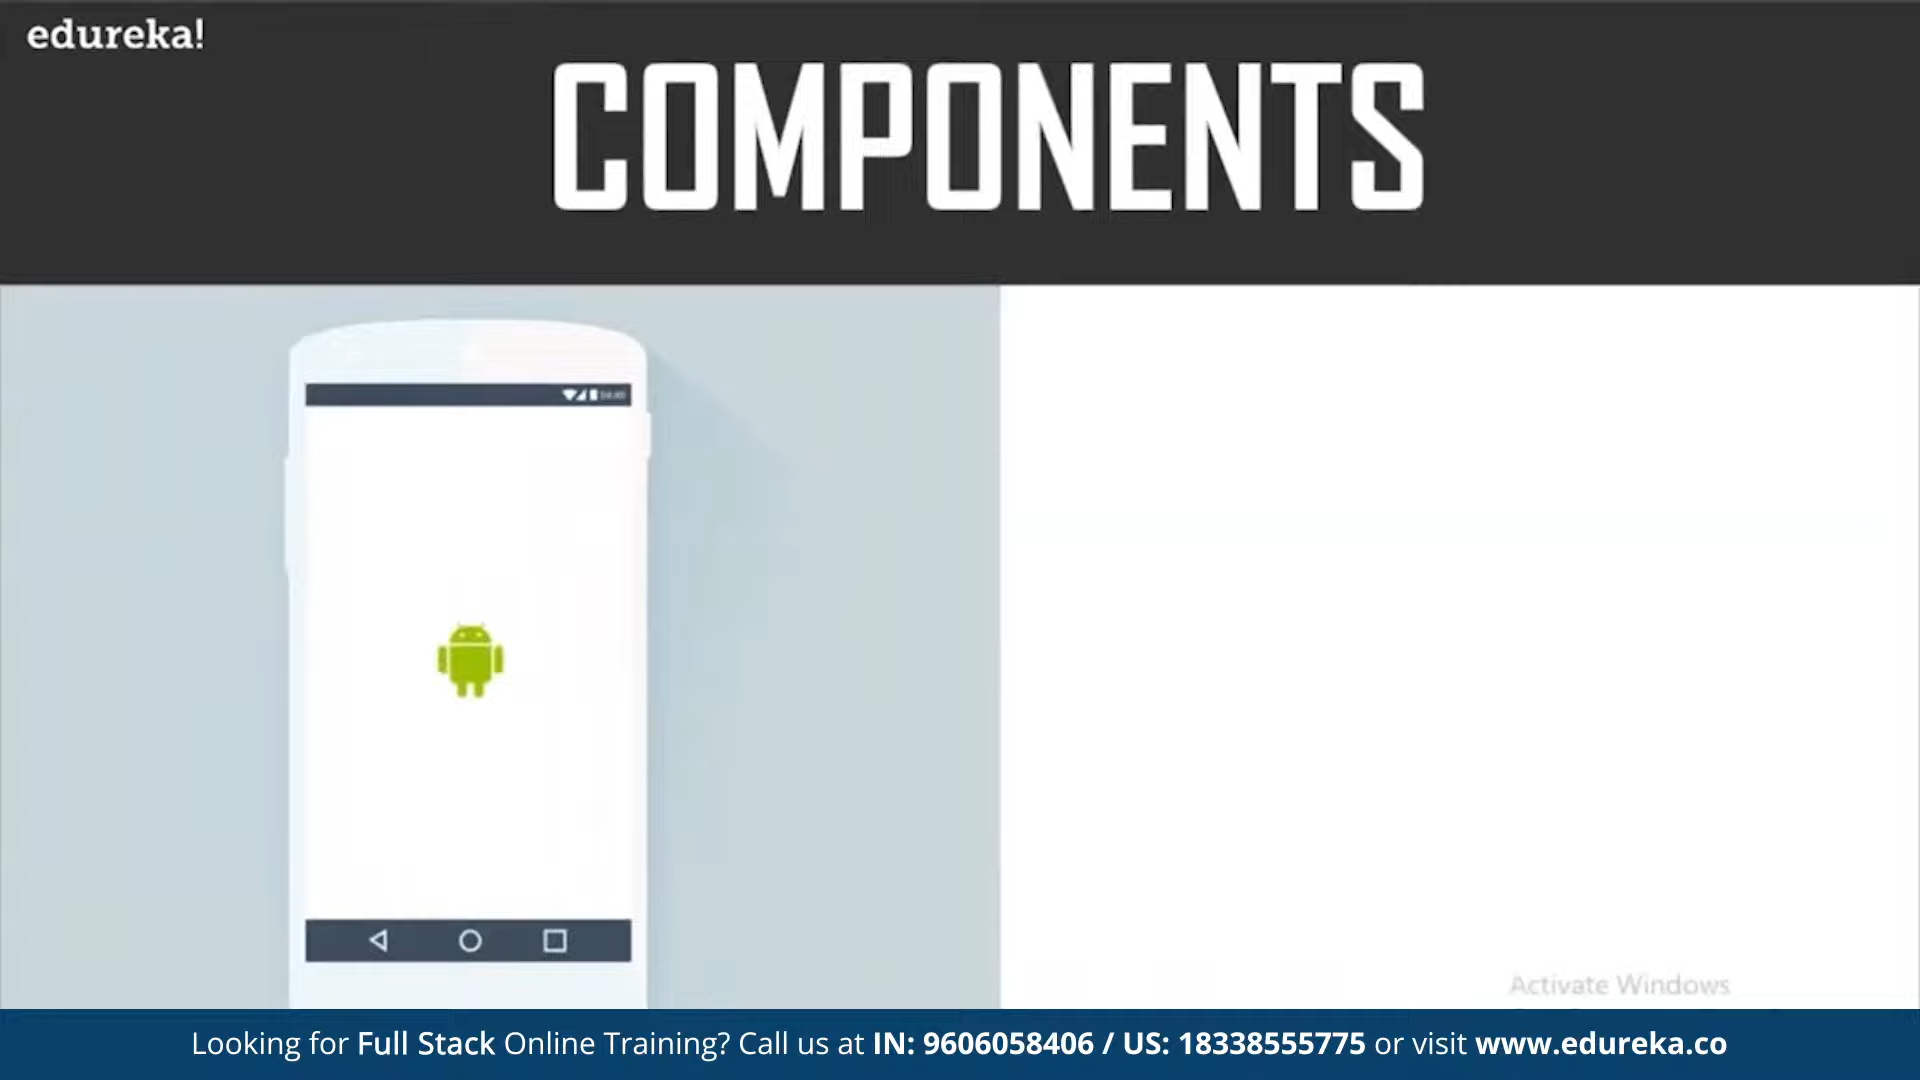 edureka!
COMPONENTS
Activate Windows
Looking for Full Stack Online Training? Call us at IN: 9606058406 / US: 18338555775 or visit www.edureka.co